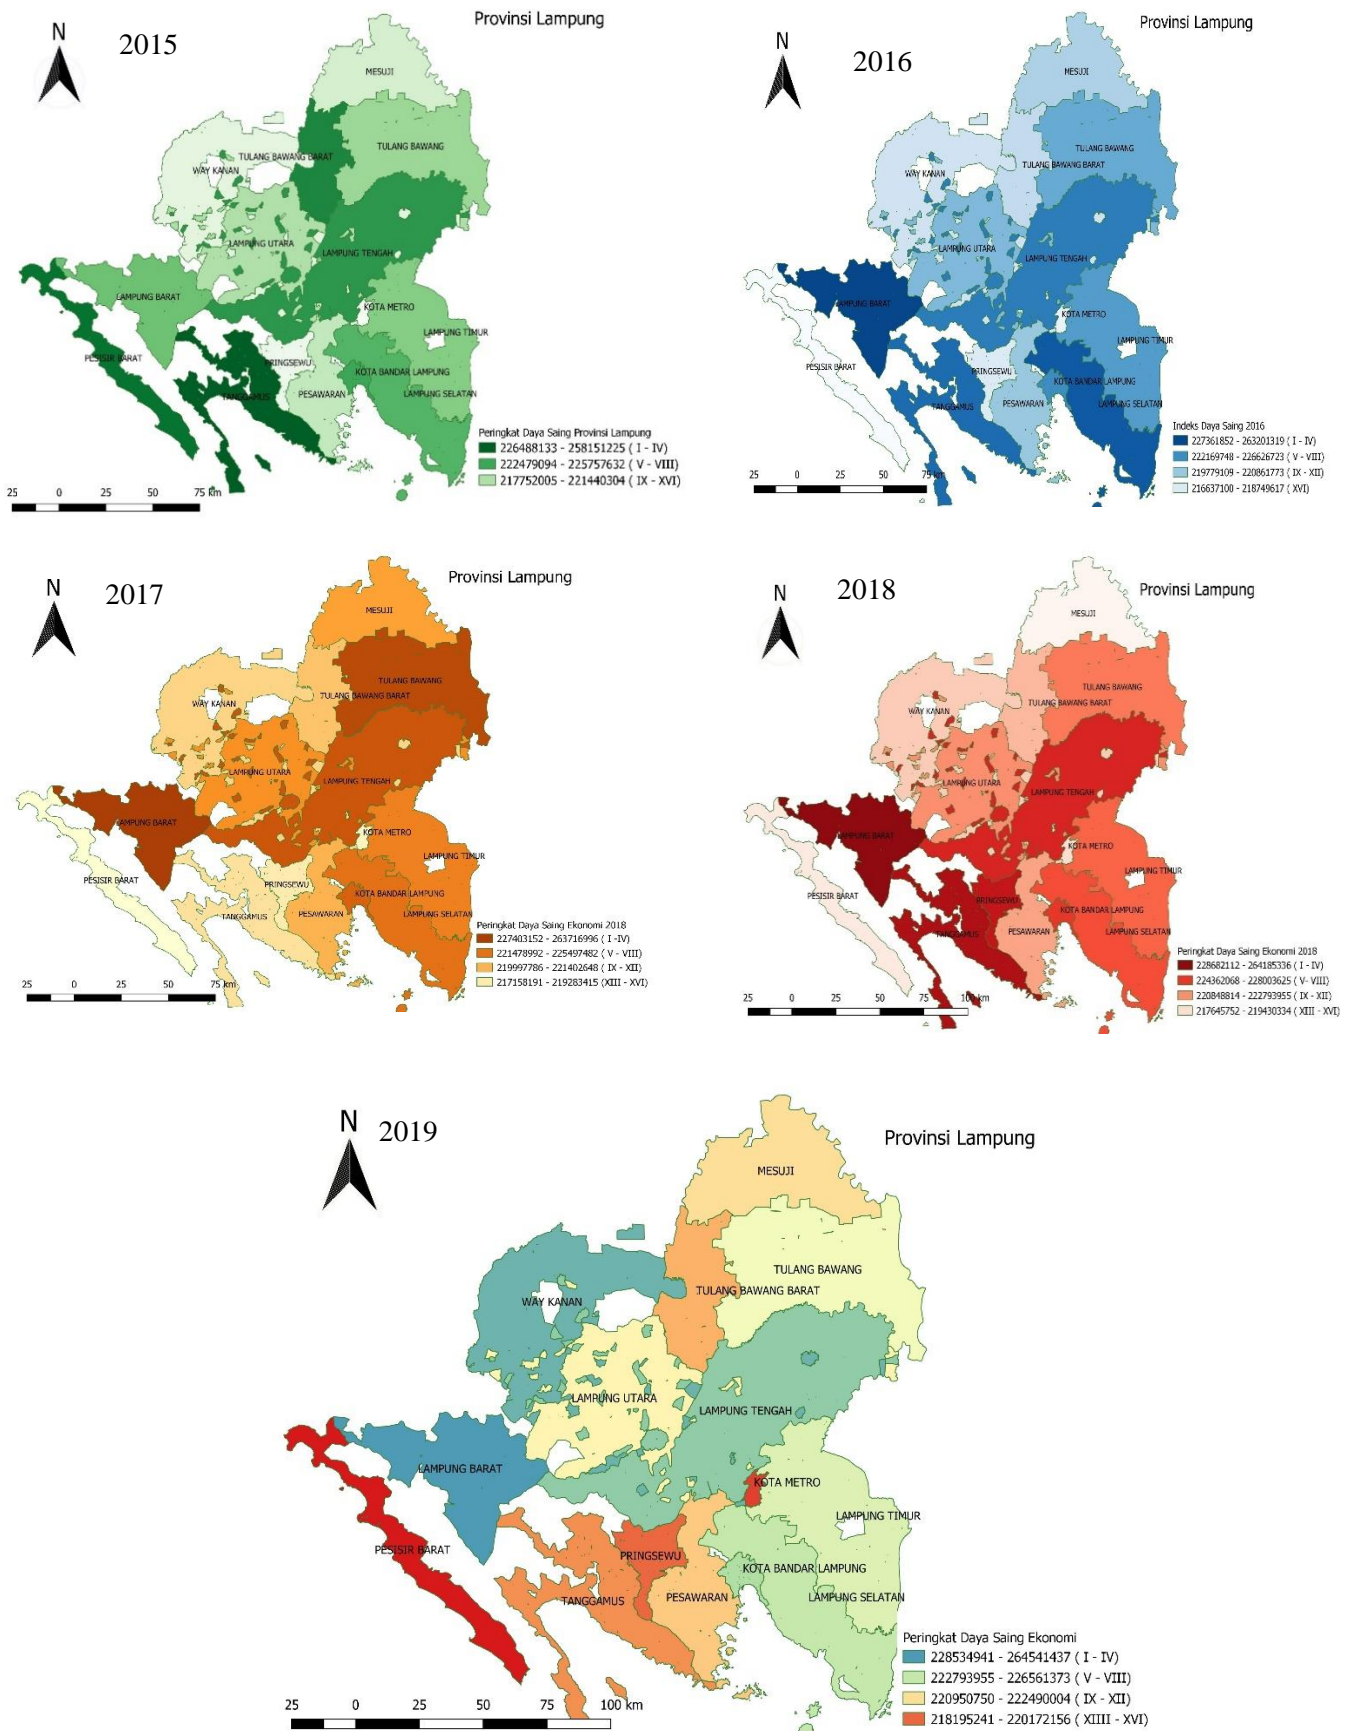 Provinsi Lampung
N
2015
MESUJI
TULANG BAWANG
TULANG BAWANG BARAT
WAY KANAN
LAMPUNG UTARA
LAMPUNG TENGAH
LAMPUNG BARAT
KOTA METRO
LAMPUNG TIMUR
PESISIR BARAT
PRINGSEWU
KOTA BANDAR LAMPUNG
TANGGAMUS
PESAWARAN
LAMPUNG SELATAN
Peringkat Daya Saing Provinsi Lampung
226488133 - 258151225 ( I - IV)
222479094 - 225757632 ( V - VIII)
217752005 - 221440304 ( IX - XVI)
25 0 25 50 75 km
Provinsi Lampung
N
2016
MESUJI
TULANG BAWANG
TULANG BAWANG BARAT
WAY KANAN
LAMPUNG UTARA
LAMPUNG TENGAH
LAMPUNG BARAT
KOTA METRO
LAMPUNG TIMUR
PESISIR BARAT
PRINGSEWU
KOTA BANDAR LAMPUNG
TANGGAMUS
PESAWARAN
LAMPUNG SELATAN
Indeks Daya Saing 2016
227361852 - 263201319 ( I - IV)
222169748 - 226626723 ( V - VIII)
219779109 - 220861773 ( IX - XII)
216637100 - 218749617 ( XVI)
25 0 25 50 75 km
Provinsi Lampung
N
2017
MESUJI
TULANG BAWANG
TULANG BAWANG BARAT
WAY KANAN
LAMPUNG UTARA
LAMPUNG TENGAH
AMPUNG BARAT
KOTA METRO
LAMPUNG TIMUR
PESISIR BARAT
PRINGSEWU
KOTA BANDAR LAMPUNG
TANGGAMUS
PESAWARAN
LAMPUNG SELATAN
Peringkat Daya Saing Ekonomi 2018
227403152 - 263716996 ( I -IV)
221478992 - 225497482 ( V - VIII)
219997786 - 221402648 ( IX - XII)
217158191 - 219283415 (XIII - XVI)
25 0 25 50 75 km
Provinsi Lampung
N
2018
MESUJI
TULANG BAWANG
TULANG BAWANG BARAT
WAY KANAN
LAMPUNG UTARA
LAMPUNG TENGAH
LAMPUNG BARAT
KOTA METRO
LAMPUNG TIMUR
PESISIR BARAT
PRINGSEWU
KOTA BANDAR LAMPUNG
TANGGAMUS
PESAWARAN
LAMPUNG SELATAN
Peringkat Daya Saing Ekonomi 2018
228682112 - 264185336 ( I - IV)
224362068 - 228003625 ( V- VIII)
220848814 - 222793955 ( IX - XII)
217645752 - 219430334 ( XIII - XVI)
25 0 25 50 75 100 km
N
2019
Provinsi Lampung
MESUJI
TULANG BAWANG
TULANG BAWANG BARAT
WAY KANAN
LAMPUNG UTARA
LAMPUNG TENGAH
LAMPUNG BARAT
KOTA METRO
LAMPUNG TIMUR
PESISIR BARAT
PRINGSEWU
KOTA BANDAR LAMPUNG
TANGGAMUS
PESAWARAN
LAMPUNG SELATAN
Peringkat Daya Saing Ekonomi
228534941 - 264541437 ( I - IV)
222793955 - 226561373 ( V - VIII)
220950750 - 222490004 ( IX - XII)
218195241 - 220172156 ( XIIII - XVI)
25 0 25 50 75 100 km